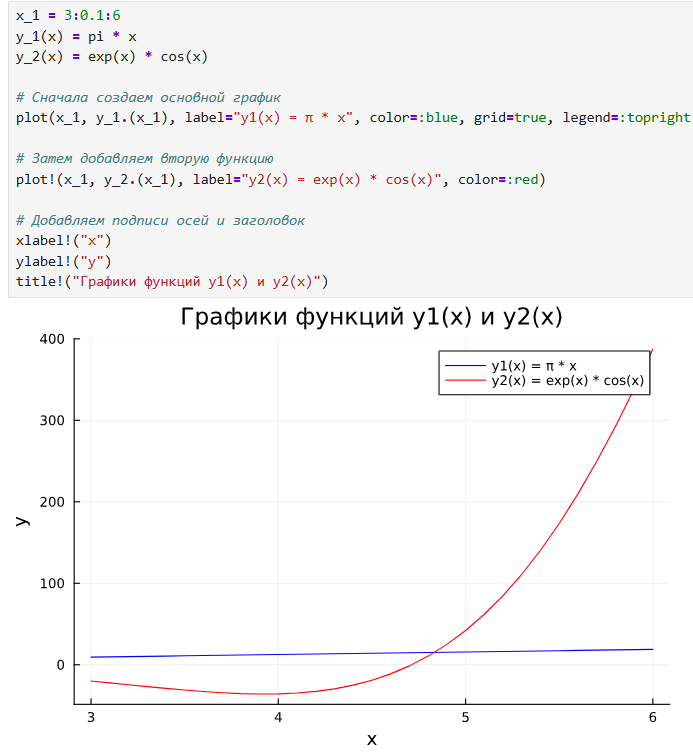 x_1 = 3:0.1:6
y_1(x) = pi * x
y_2(x) = exp(x) * cos(x)
# Сначала создаем основной график
plot(x_1, y_1.(x_1), label="y1(x) = π * x", color=:blue, grid=true, legend=:topright
# Затем добавляем вторую функцию
plot!(x_1, y_2.(x_1), label="y2(x) = exp(x) * cos(x)", color=:red)
# Добавляем подписи осей и заголовок
xlabel!("x")
ylabel!("y")
title!("Графики функций y1(x) и y2(x)")
Графики функций y1(x) и y2(x)
400
y1(x) = π * x
y2(x) = exp(x) * cos(x)
300
200
y
100
0
3 4 5 6
x